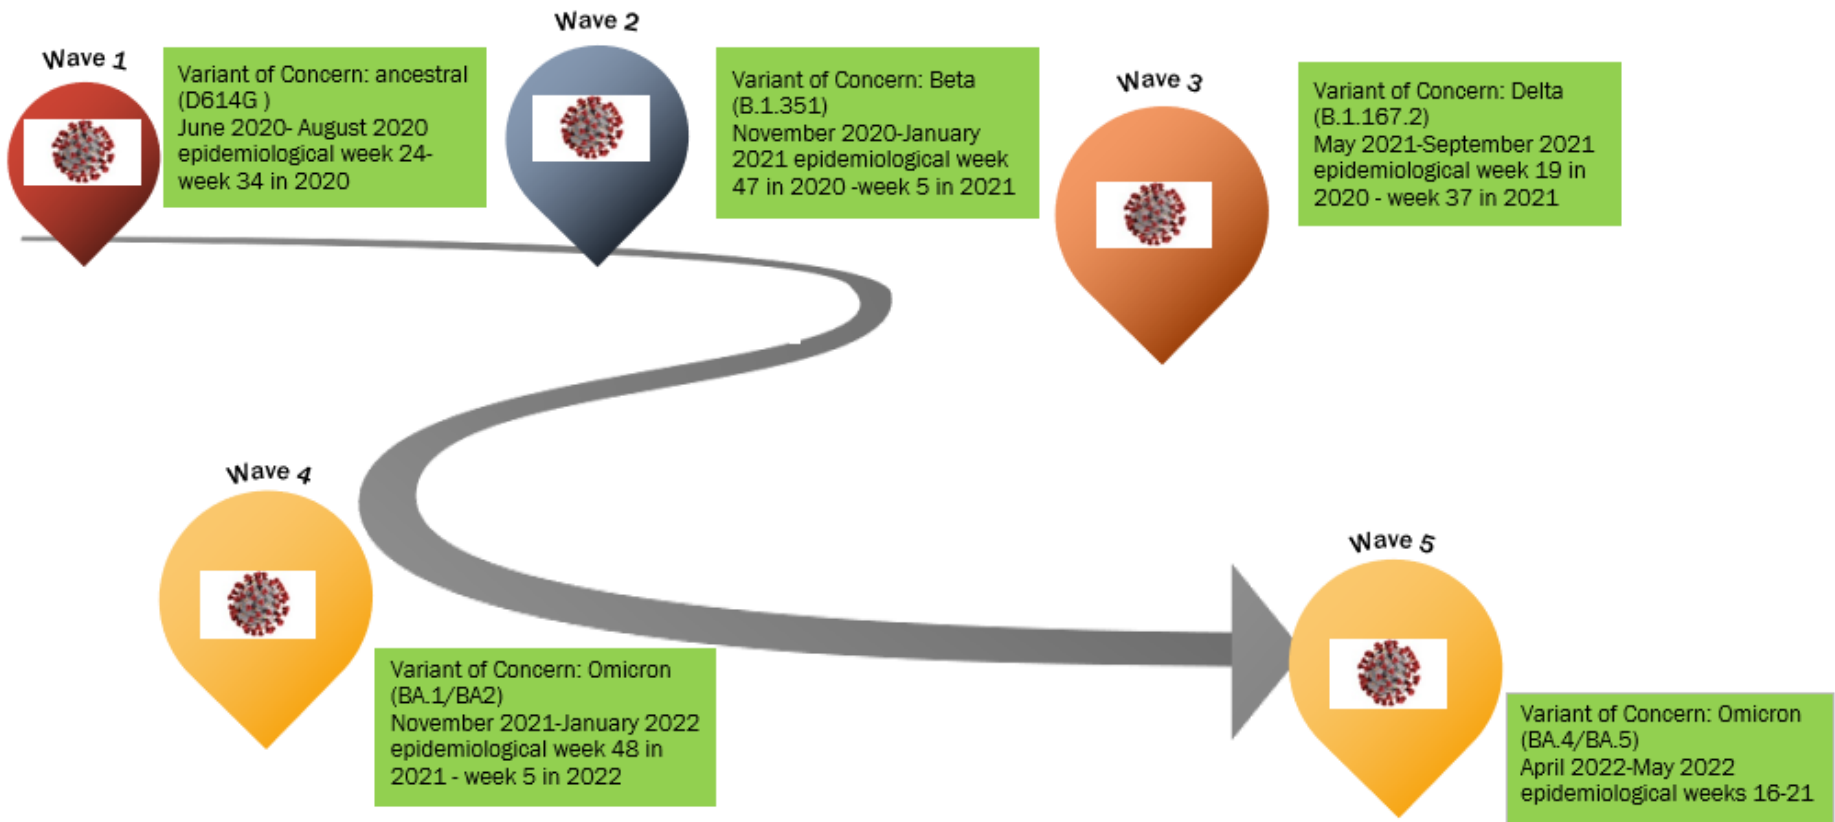 Wave 1
Variant of Concern: ancestral
(D614G )
June 2020- August 2020
epidemiological week 24-
week 34 in 2020
Wave 2
Variant of Concern: Beta
(B.1.351)
November 2020-January
2021 epidemiological week
47 in 2020 -week 5 in 2021
Wave 3
Variant of Concern: Delta
(B.1.167.2)
May 2021-September 2021
epidemiological week 19 in
2020 - week 37 in 2021
Wave 4
Variant of Concern: Omicron
(BA.1/BA2)
November 2021-January 2022
epidemiological week 48 in
2021 - week 5 in 2022
Wave 5
Variant of Concern: Omicron
(BA.4/BA.5)
April 2022-May 2022
epidemiological weeks 16-21